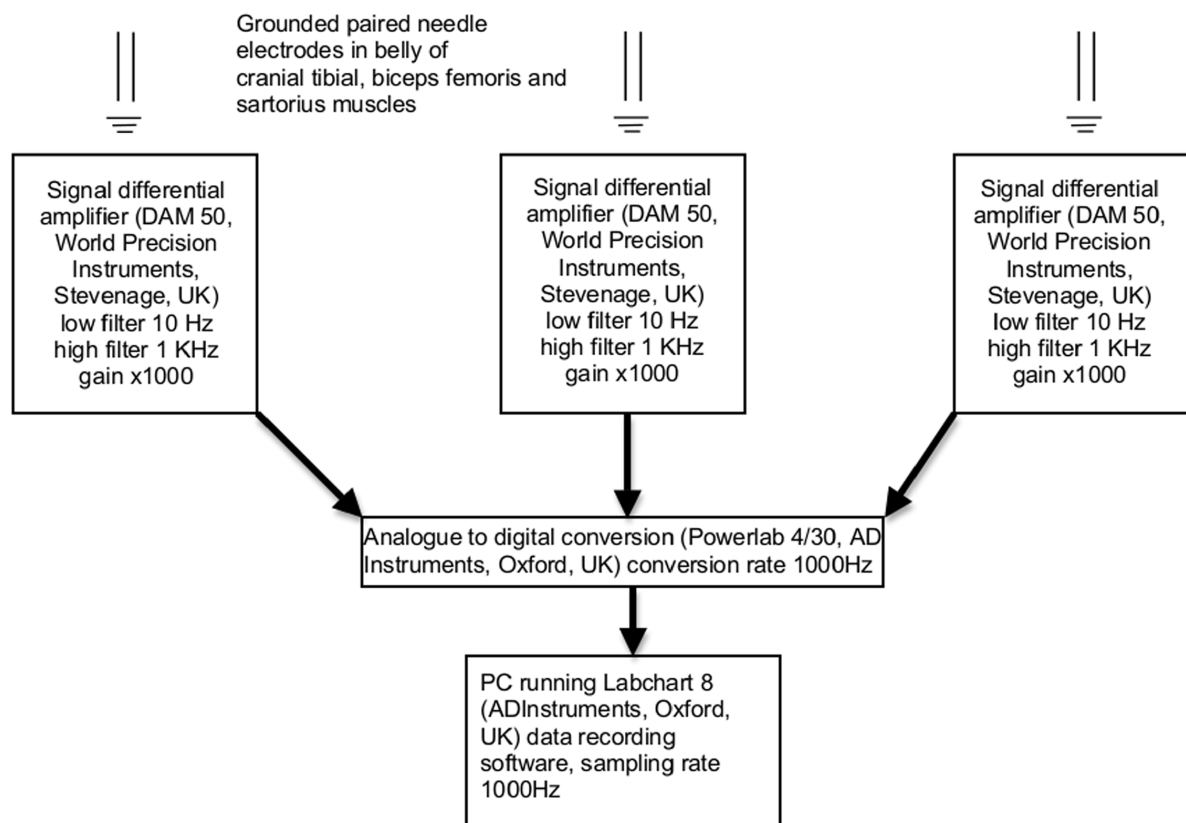 Grounded paired needle
electrodes in belly of
cranial tibial, biceps femoris and
sartorius muscles
Signal differential
amplifier (DAM 50,
World Precision
Instruments,
Stevenage, UK)
low filter 10 Hz
high filter 1 KHz
gain x1000
Signal differential
amplifier (DAM 50,
World Precision
Instruments,
Stevenage, UK)
low filter 10 Hz
high filter 1 KHz
gain x1000
Signal differential
amplifier (DAM 50,
World Precision
Instruments,
Stevenage, UK)
low filter 10 Hz
high filter 1 KHz
gain x1000
Analogue to digital conversion (Powerlab 4/30, AD
Instruments, Oxford, UK) conversion rate 1000Hz
PC running Labchart 8
(ADInstruments, Oxford,
UK) data recording
software, sampling rate
1000Hz